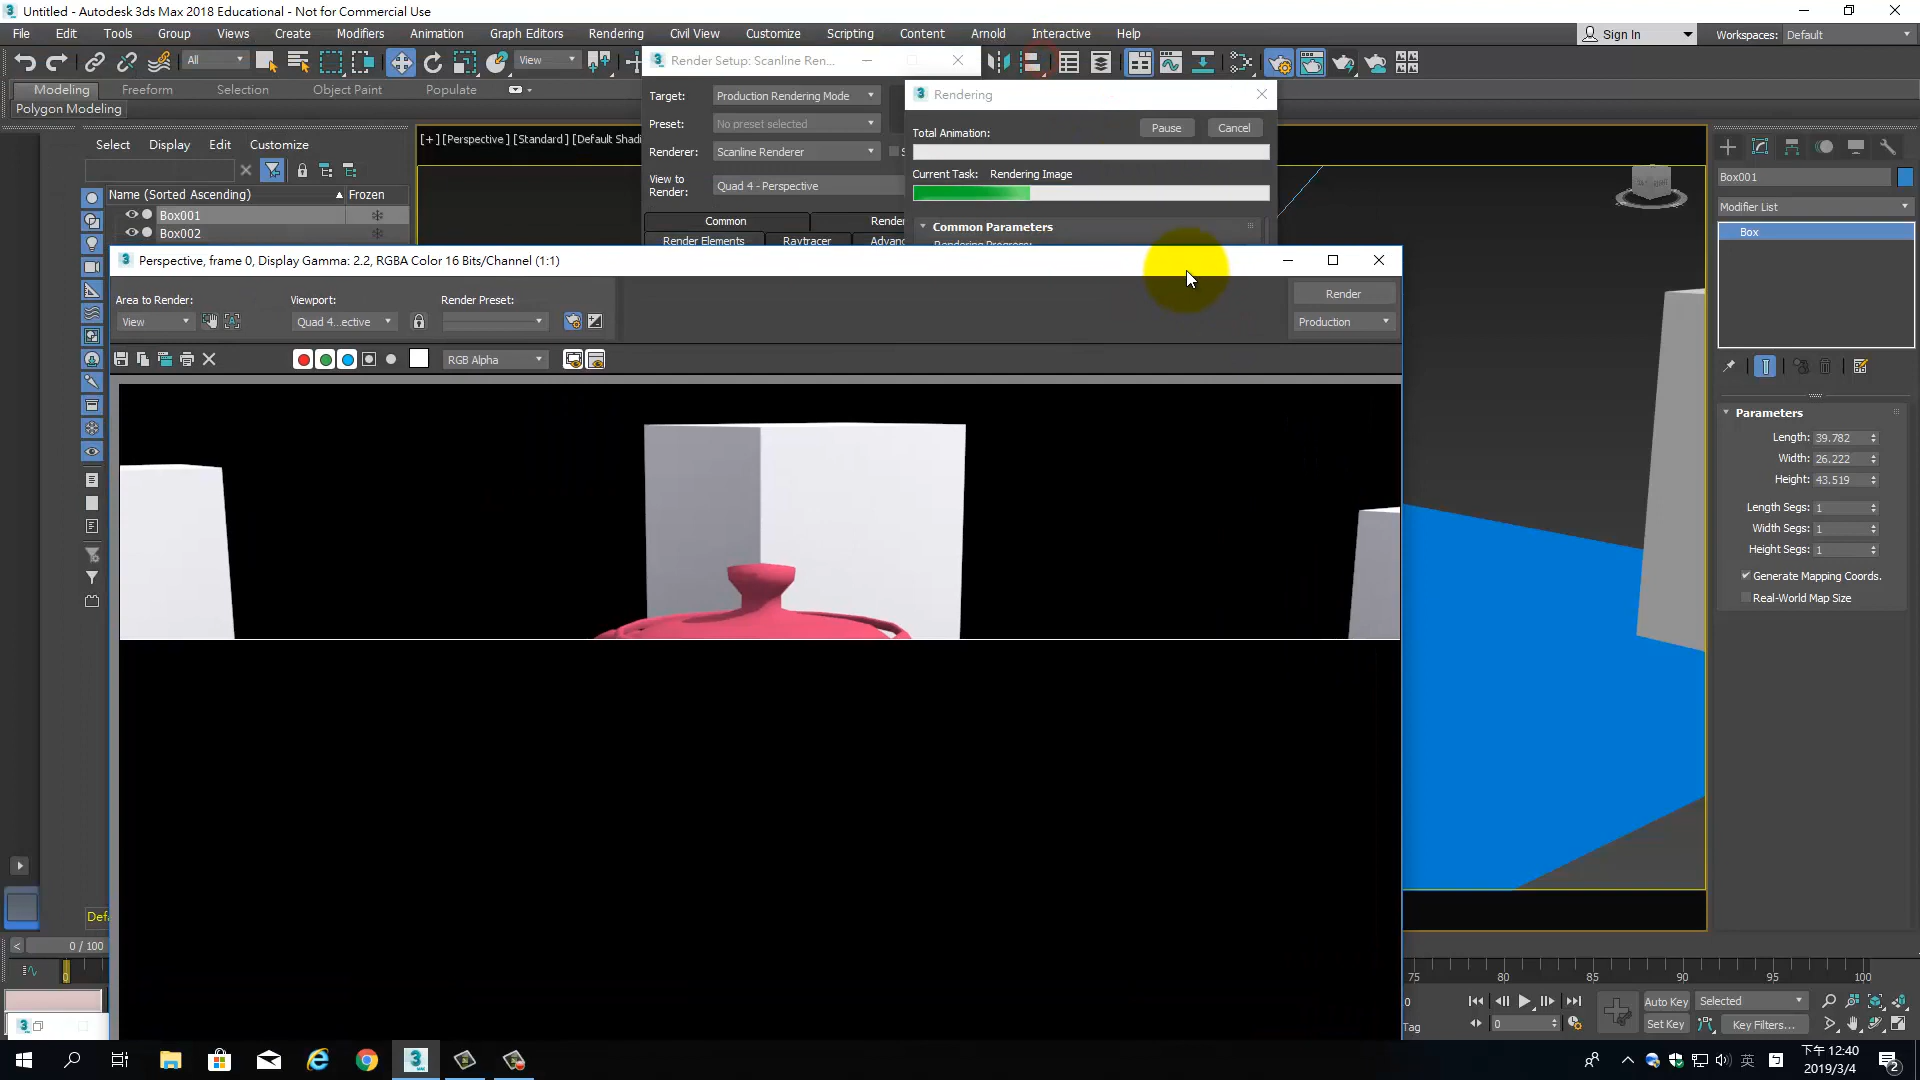 Untitled - Autodesk 3ds Max 2018 Educational - Not for Commercial Use
File Edit Tools Group Views Create Modifiers Animation Graph Editors Rendering Civil View Customize Scripting Content Arnold Interactive Help
Sign In
Workspaces: Default
All
View
Render Setup: Scanline Ren...
Modeling Freeform Selection Object Paint Populate
Polygon Modeling
Target: Production Rendering Mode
Preset: No preset selected
Renderer: Scanline Renderer
View to Render: Quad 4 - Perspective
Common
Render Elements Raytracer
Rendering
Total Animation:
Pause Cancel
Current Task: Rendering Image
Common Parameters
Rendering Progress:
[+] [Perspective] [Standard] [Default Shadi
Select Display Edit Customize
Name (Sorted Ascending) Frozen
Box001
Box002
Perspective, frame 0, Display Gamma: 2.2, RGBA Color 16 Bits/Channel (1:1)
Area to Render: Viewport: Render Preset:
View Quad 4...ective
Render
Production
RGB Alpha
Box001
Modifier List
Box
Parameters
Length: 39.782
Width: 26.222
Height: 43.519
Length Segs: 1
Width Segs: 1
Height Segs: 1
Generate Mapping Coords.
Real-World Map Size
Defa
0 / 100
0
75 80 85 90 95 100
0
Tag
0
Auto Key Selected
Set Key Key Filters...
英
下午 12:40
2019/3/4
2